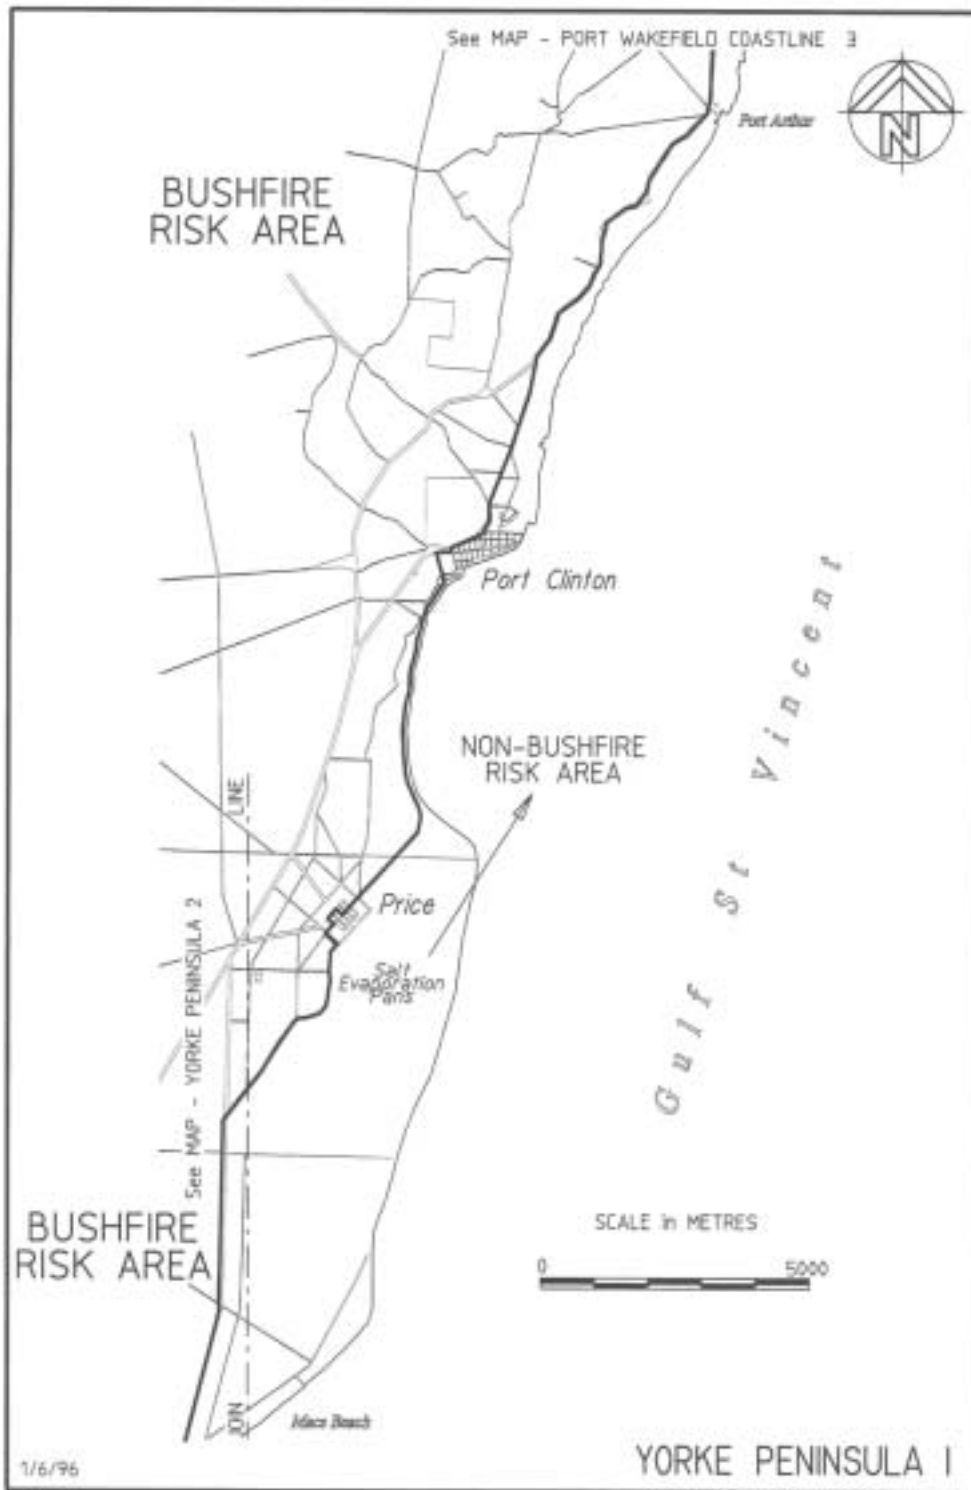 See MAP - PORT WAKEFIELD COASTLINE 3
Port Arthur
N
BUSHFIRE
RISK AREA
Port Clinton
Gulf St Vincent
NON-BUSHFIRE
RISK AREA
JOIN LINE
See MAP - YORKE PENINSULA 2
Price
Salt
Evaporation
Pans
BUSHFIRE
RISK AREA
SCALE in METRES
0 5000
Beach
1/6/96
YORKE PENINSULA 1